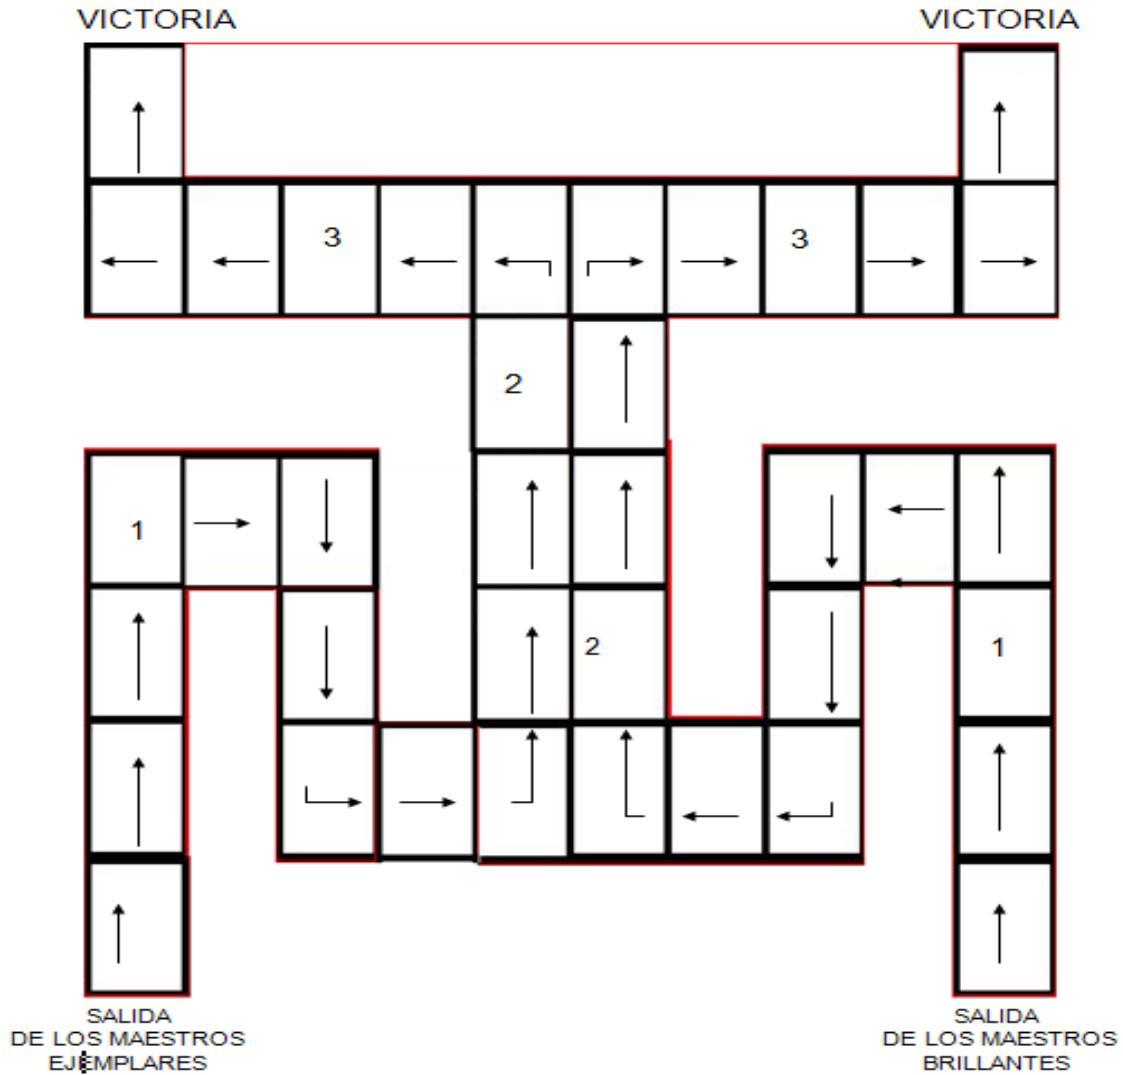 VICTORIA
VICTORIA
3
3
2
1
2
1
SALIDA
DE LOS MAESTROS
EJEMPLARES
SALIDA
DE LOS MAESTROS
BRILLANTES